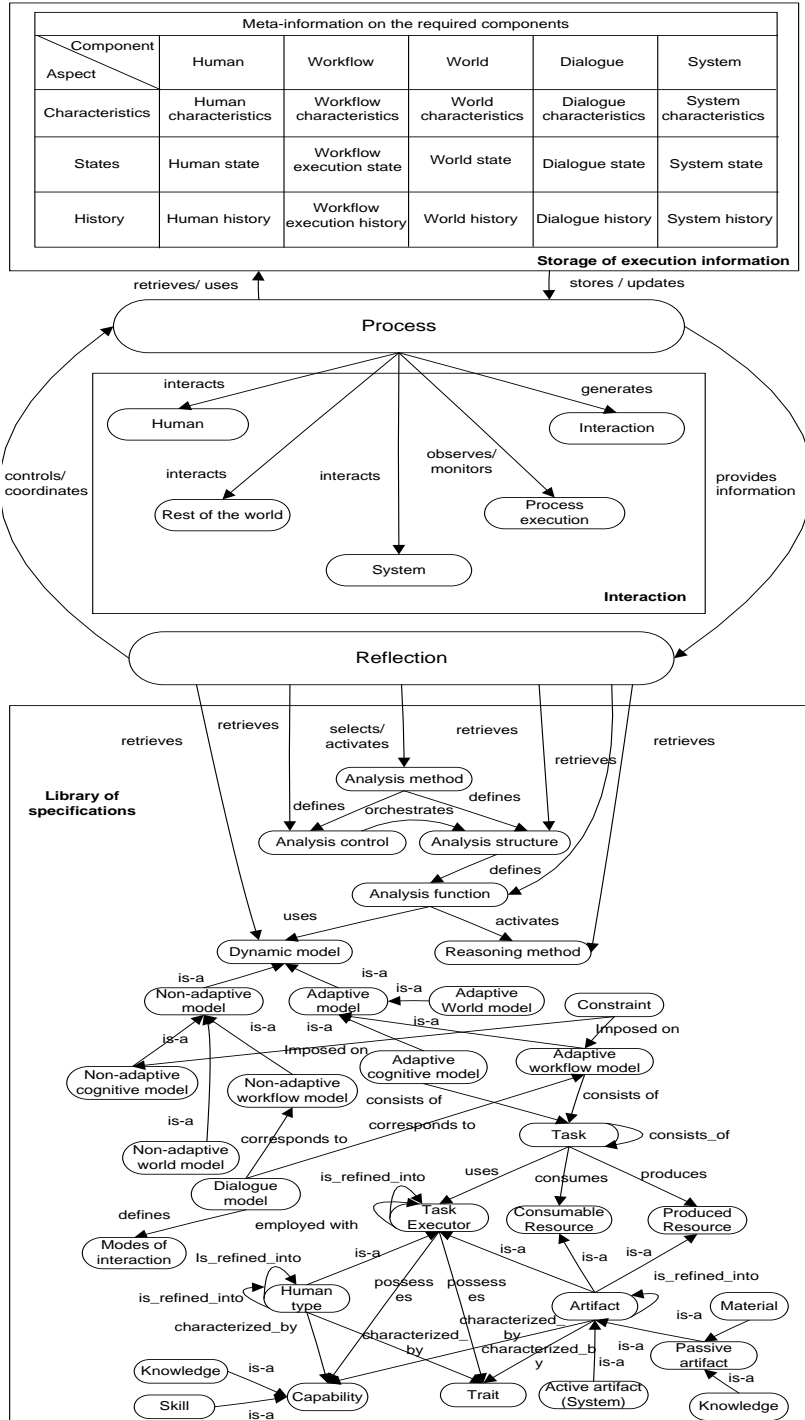 Meta-information on the required components
Component
Aspect
Human
Workflow
World
Dialogue
System
Characteristics
Human
characteristics
Workflow
characteristics
World
characteristics
Dialogue
characteristics
System
characteristics
States
Human state
Workflow
execution state
World state
Dialogue state
System state
History
Human history
Workflow
execution history
World history
Dialogue history
System history
Storage of execution information
retrieves/ uses
stores / updates
Process
interacts
generates
Human
Interaction
observes/
monitors
controls/
coordinates
interacts
interacts
provides
information
Rest of the world
Process
execution
System
Interaction
Reflection
retrieves
retrieves
selects/
activates
retrieves
retrieves
retrieves
Library of
specifications
Analysis method
defines
orchestrates
defines
Analysis control
Analysis structure
defines
Analysis function
uses
activates
Dynamic model
Reasoning method
is-a
is-a
is-a
Non-adaptive
model
Adaptive
model
Adaptive
World model
Constraint
is-a
is-a
is-a
is-a
Imposed on
Imposed on
Non-adaptive
cognitive model
Non-adaptive
workflow model
Adaptive
cognitive model
Adaptive
workflow model
consists of
consists of
is-a
corresponds to
corresponds to
Task
consists_of
Non-adaptive
world model
Dialogue
model
is_refined_into
uses
consumes
produces
defines
employed with
Task
Executor
Consumable
Resource
Produced
Resource
Modes of
interaction
Is_refined_into
is-a
is-a
is-a
is-a
is_refined_into
is_refined_into
Human
type
possess
es
possess
es
Artifact
Material
is-a
characterized_by
characterized_
by
characterized_
by
characterized_b
y
is-a
is-a
Passive
artifact
Knowledge
is-a
is-a
Skill
is-a
Capability
Trait
Active artifact
(System)
Knowledge